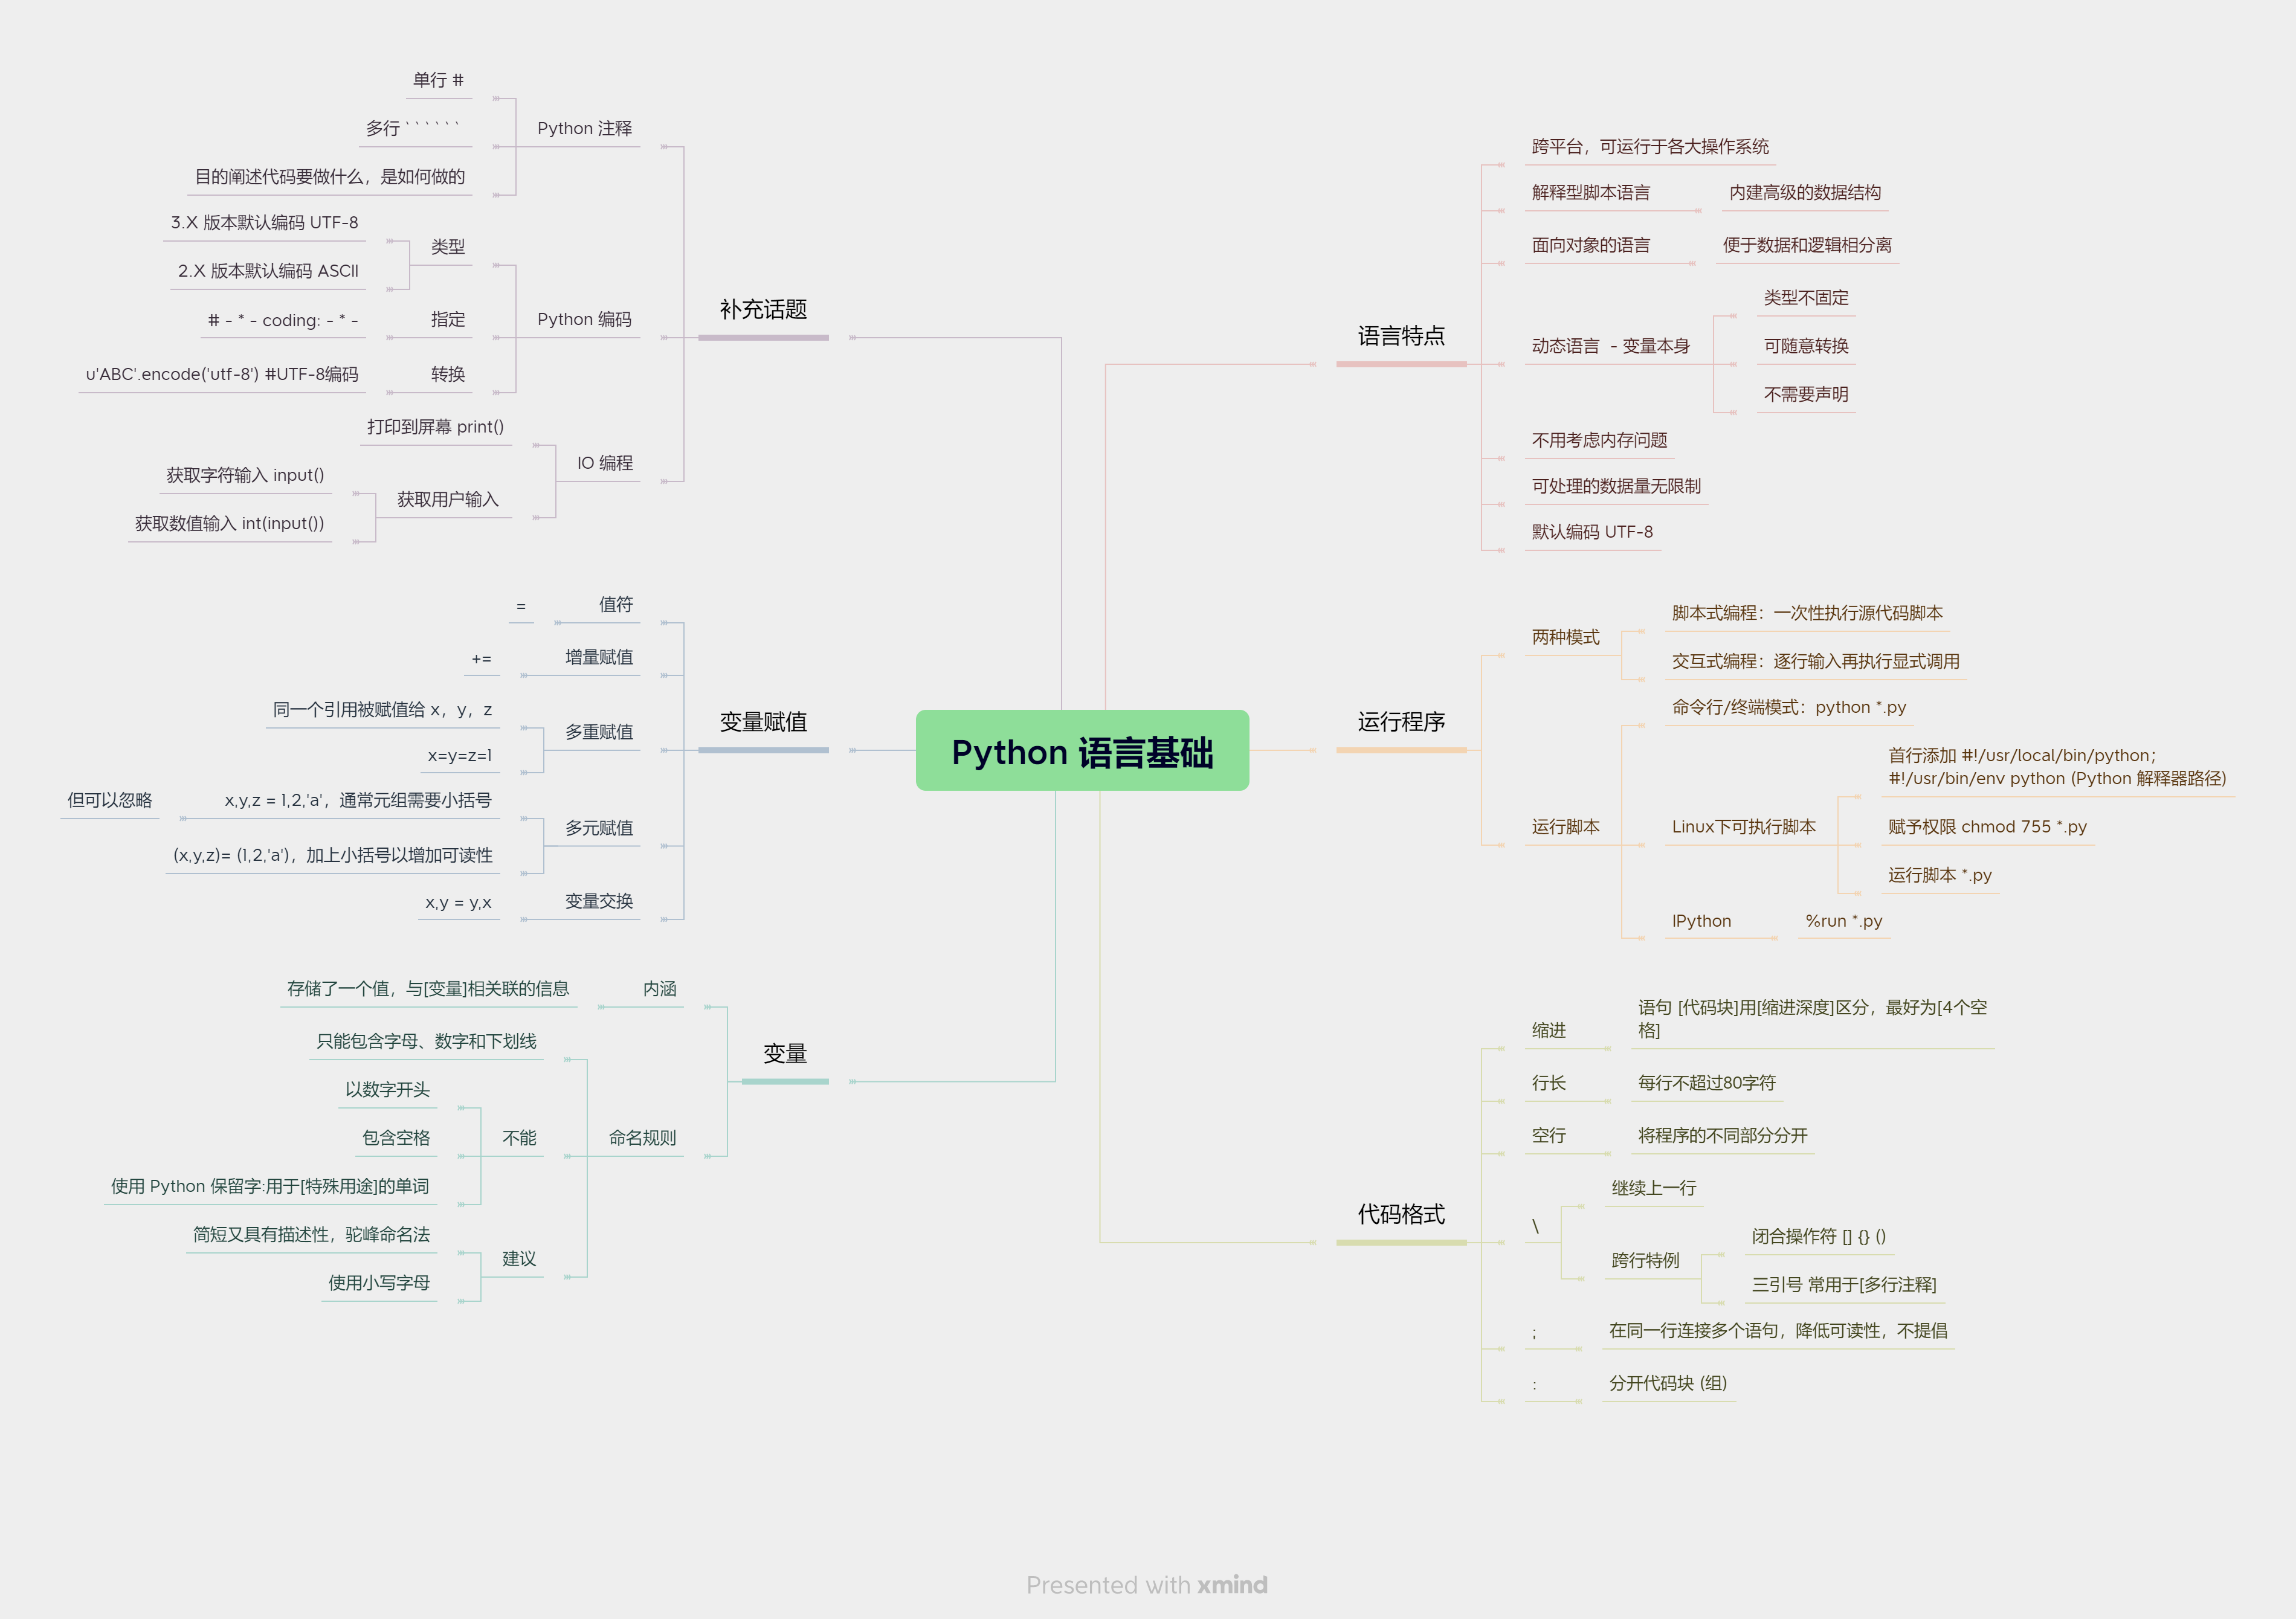 Python 语言基础
语言特点
跨平台，可运行于各大操作系统
解释型脚本语言
内建高级的数据结构
面向对象的语言
便于数据和逻辑相分离
动态语言 - 变量本身
类型不固定
可随意转换
不需要声明
不用考虑内存问题
可处理的数据量无限制
默认编码 UTF-8
运行程序
两种模式
脚本式编程：一次性执行源代码脚本
交互式编程：逐行输入再执行显式调用
运行脚本
命令行/终端模式：python *.py
Linux下可执行脚本
首行添加 #!/usr/local/bin/python；
#!/usr/bin/env python (Python 解释器路径)
赋予权限 chmod 755 *.py
运行脚本 *.py
IPython
%run *.py
代码格式
缩进
语句 [代码块]用[缩进深度]区分，最好为[4个空
格]
行长
每行不超过80字符
空行
将程序的不同部分分开
\
继续上一行
跨行特例
闭合操作符 [] {} ()
三引号 常用于[多行注释]
;
在同一行连接多个语句，降低可读性，不提倡
:
分开代码块 (组)
补充话题
Python 注释
单行 #
多行 ` ` ` ` ` `
目的阐述代码要做什么，是如何做的
Python 编码
类型
3.X 版本默认编码 UTF-8
2.X 版本默认编码 ASCII
指定
# - * - coding: - * -
转换
u'ABC'.encode('utf-8') #UTF-8编码
IO 编程
打印到屏幕 print()
获取用户输入
获取字符输入 input()
获取数值输入 int(input())
变量赋值
值符
=
增量赋值
+=
多重赋值
同一个引用被赋值给 x，y，z
x=y=z=1
多元赋值
x,y,z = 1,2,'a'，通常元组需要小括号
但可以忽略
(x,y,z)= (1,2,'a')，加上小括号以增加可读性
变量交换
x,y = y,x
变量
内涵
存储了一个值，与[变量]相关联的信息
命名规则
只能包含字母、数字和下划线
不能
以数字开头
包含空格
使用 Python 保留字:用于[特殊用途]的单词
建议
简短又具有描述性，驼峰命名法
使用小写字母
Presented with xmind